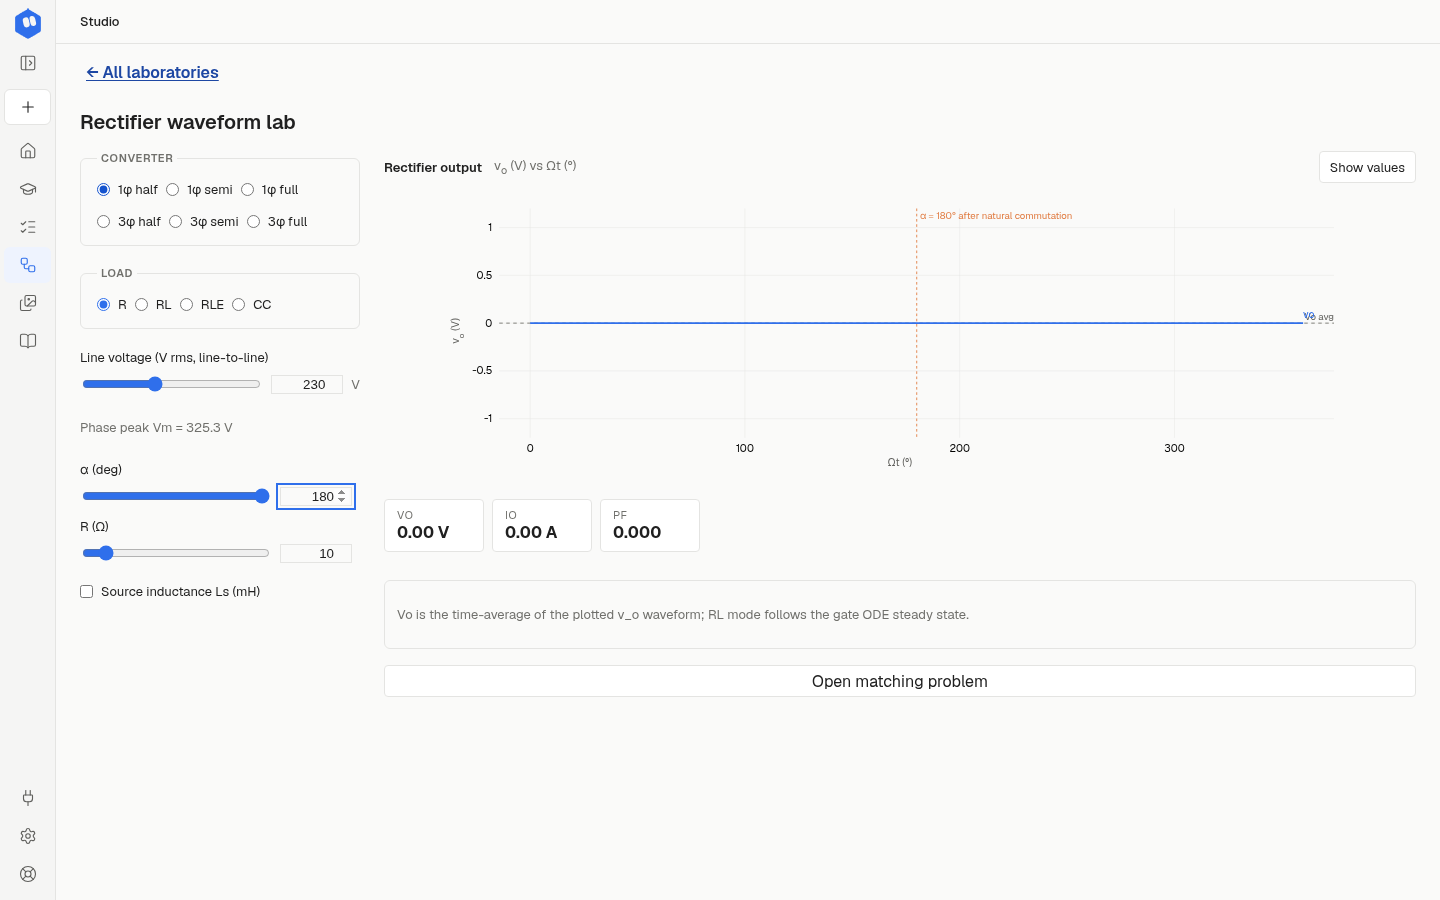 Studio
← All laboratories
Rectifier waveform lab
CONVERTER
1φ half 1φ semi 1φ full
3φ half 3φ semi 3φ full
LOAD
R RL RLE CC
Line voltage (V rms, line-to-line)
230 V
Phase peak Vm = 325.3 V
α (deg)
180
R (Ω)
10
Source inductance Ls (mH)
Rectifier output vo (V) vs Ωt (°)
Show values
α = 180° after natural commutation
1
0.5
0
-0.5
-1
vo (V)
Vo avg
0 100 200 300
Ωt (°)
VO
0.00 V
IO
0.00 A
PF
0.000
Vo is the time-average of the plotted v_o waveform; RL mode follows the gate ODE steady state.
Open matching problem